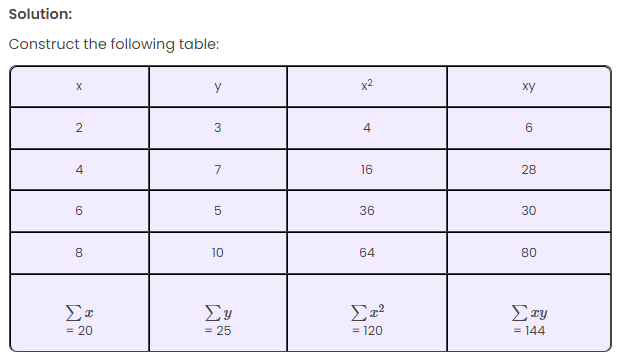 Solution:
Construct the following table:
x y x² xy
2 3 4 6
4 7 16 28
6 5 36 30
8 10 64 80
∑x ∑y ∑x² ∑xy
= 20 = 25 = 120 = 144